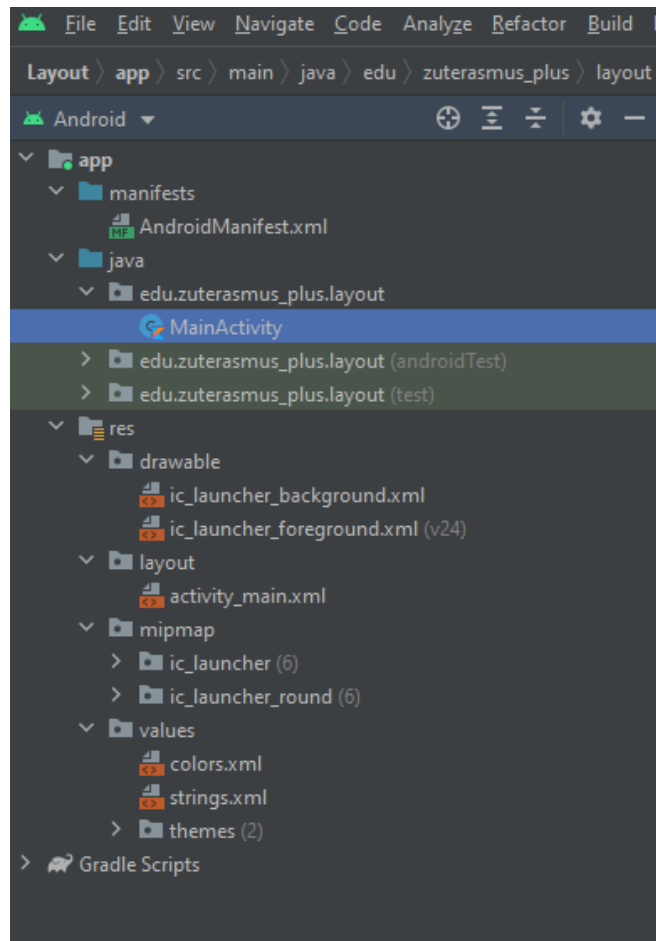 File Edit View Navigate Code Analyze Refactor Build
Layout app src main java edu zuterasmus_plus layout
Android
app
manifests
MF AndroidManifest.xml
java
edu.zuterasmus_plus.layout
MainActivity
edu.zuterasmus_plus.layout (androidTest)
edu.zuterasmus_plus.layout (test)
res
drawable
ic_launcher_background.xml
ic_launcher_foreground.xml (v24)
layout
activity_main.xml
mipmap
ic_launcher (6)
ic_launcher_round (6)
values
colors.xml
strings.xml
themes (2)
Gradle Scripts